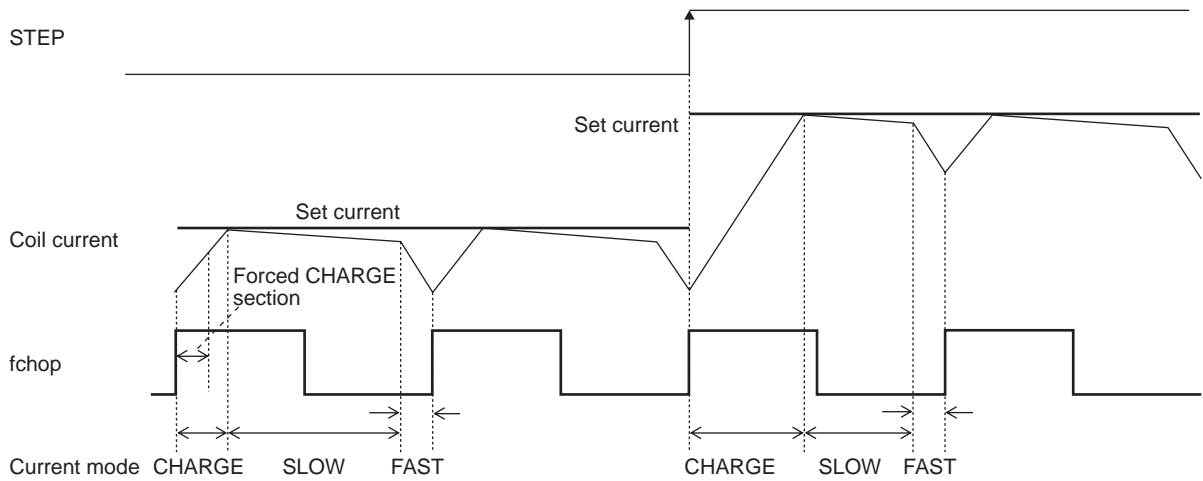 STEP
Set current
Set current
Coil current
Forced CHARGE
section
fchop
Current mode CHARGE SLOW FAST CHARGE SLOW FAST